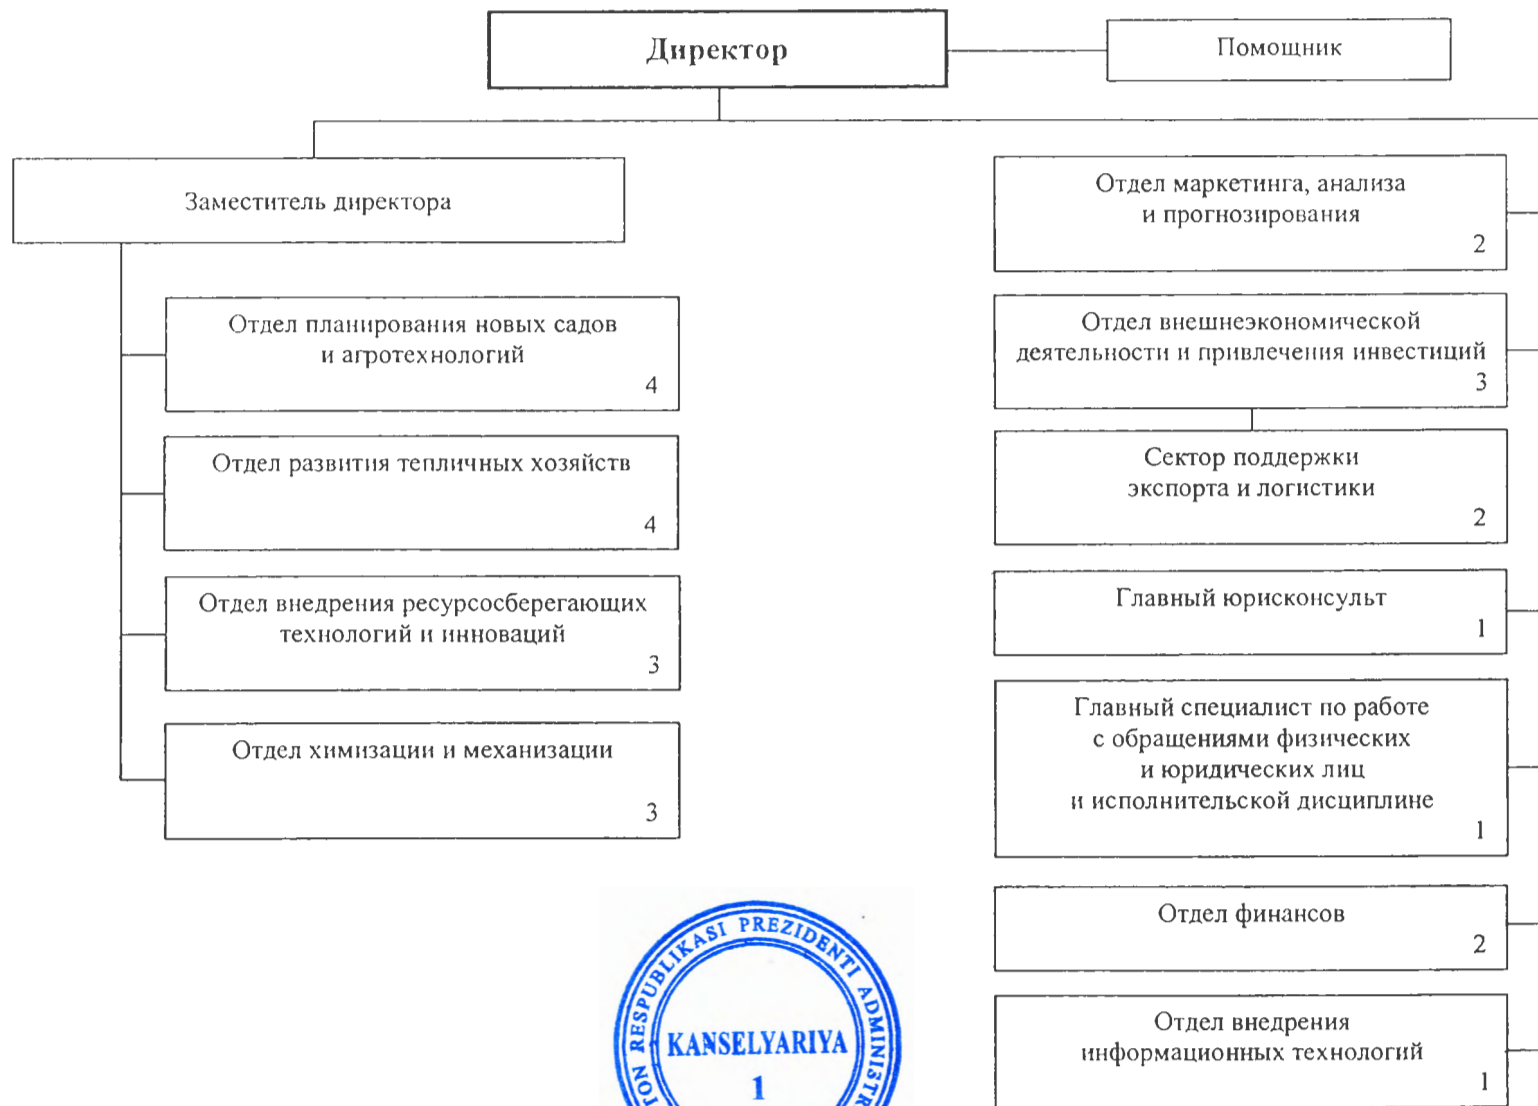 Директор
Помощник
Заместитель директора
Отдел планирования новых садов
и агротехнологий
4
Отдел развития тепличных хозяйств
4
Отдел внедрения ресурсосберегающих
технологий и инноваций
3
Отдел химизации и механизации
3
Отдел маркетинга, анализа
и прогнозирования
2
Отдел внешнеэкономической
деятельности и привлечения инвестиций
3
Сектор поддержки
экспорта и логистики
2
Главный юрисконсульт
1
Главный специалист по работе
с обращениями физических
и юридических лиц
и исполнительской дисциплине
1
Отдел финансов
2
Отдел внедрения
информационных технологий
1
RESPUBLIKASI PREZIDENTI
KANSELYARIYA
1